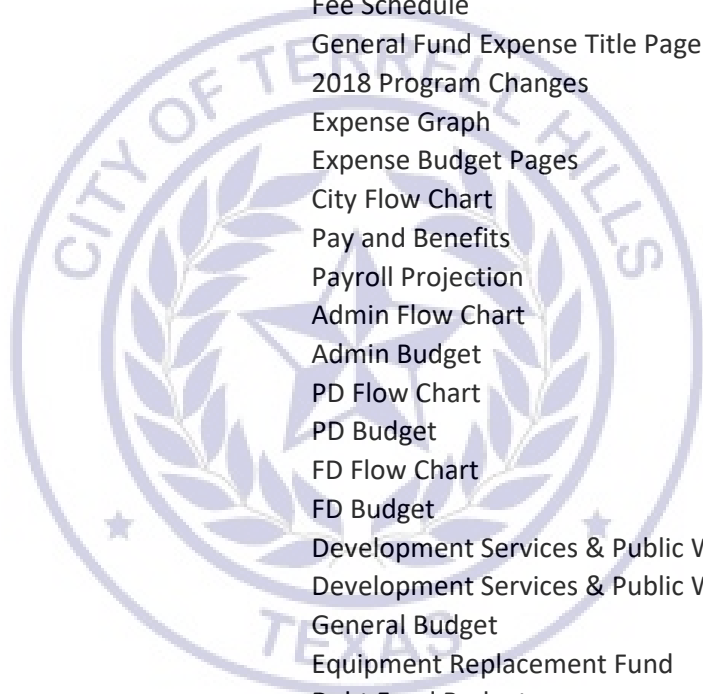 Fee Schedule
General Fund Expense Title Page
2018 Program Changes
Expense Graph
Expense Budget Pages
City Flow Chart
Pay and Benefits
Payroll Projection
Admin Flow Chart
Admin Budget
PD Flow Chart
PD Budget
FD Flow Chart
FD Budget
Development Services & Public
Development Services & Public
General Budget
Equipment Replacement Fund
CITY OF TERRELL HILLS
TEXAS